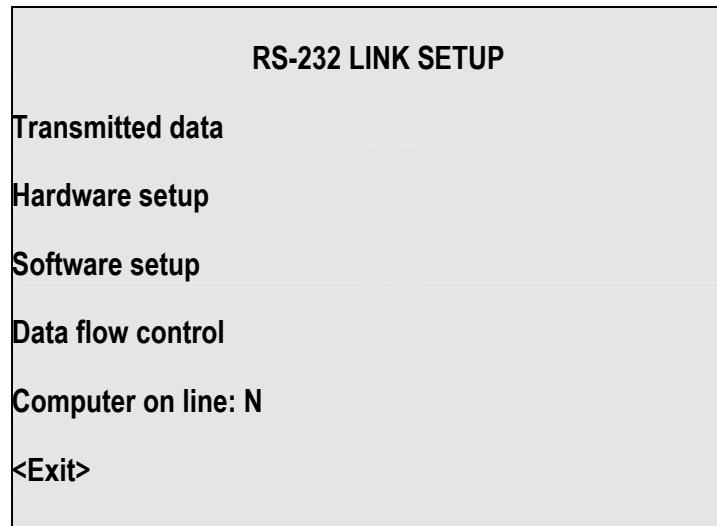 RS-232 LINK SETUP
Transmitted data
Hardware setup
Software setup
Data flow control
Computer on line: N
<Exit>